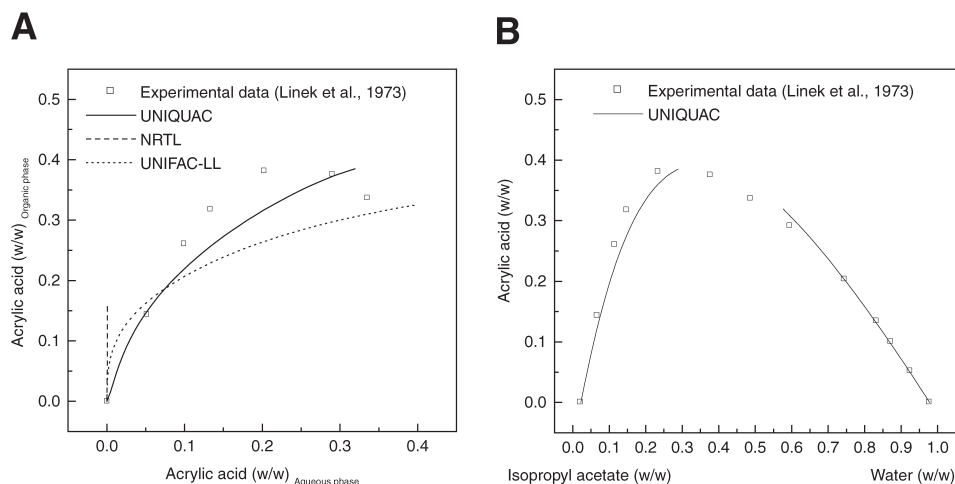 A
Experimental data (Linek et al., 1973)
UNIQUAC
NRTL
UNIFAC-LL
0.5
0.4
0.3
0.2
0.1
0.0
Acrylic acid (w/w) Organic phase
0.0 0.1 0.2 0.3 0.4
Acrylic acid (w/w) Aqueous phase
B
Experimental data (Linek et al., 1973)
UNIQUAC
0.5
0.4
0.3
0.2
0.1
0.0
Acrylic acid (w/w)
0.0 0.1 0.2 0.3 0.4 0.5 0.6 0.7 0.8 0.9 1.0
Isopropyl acetate (w/w) Water (w/w)